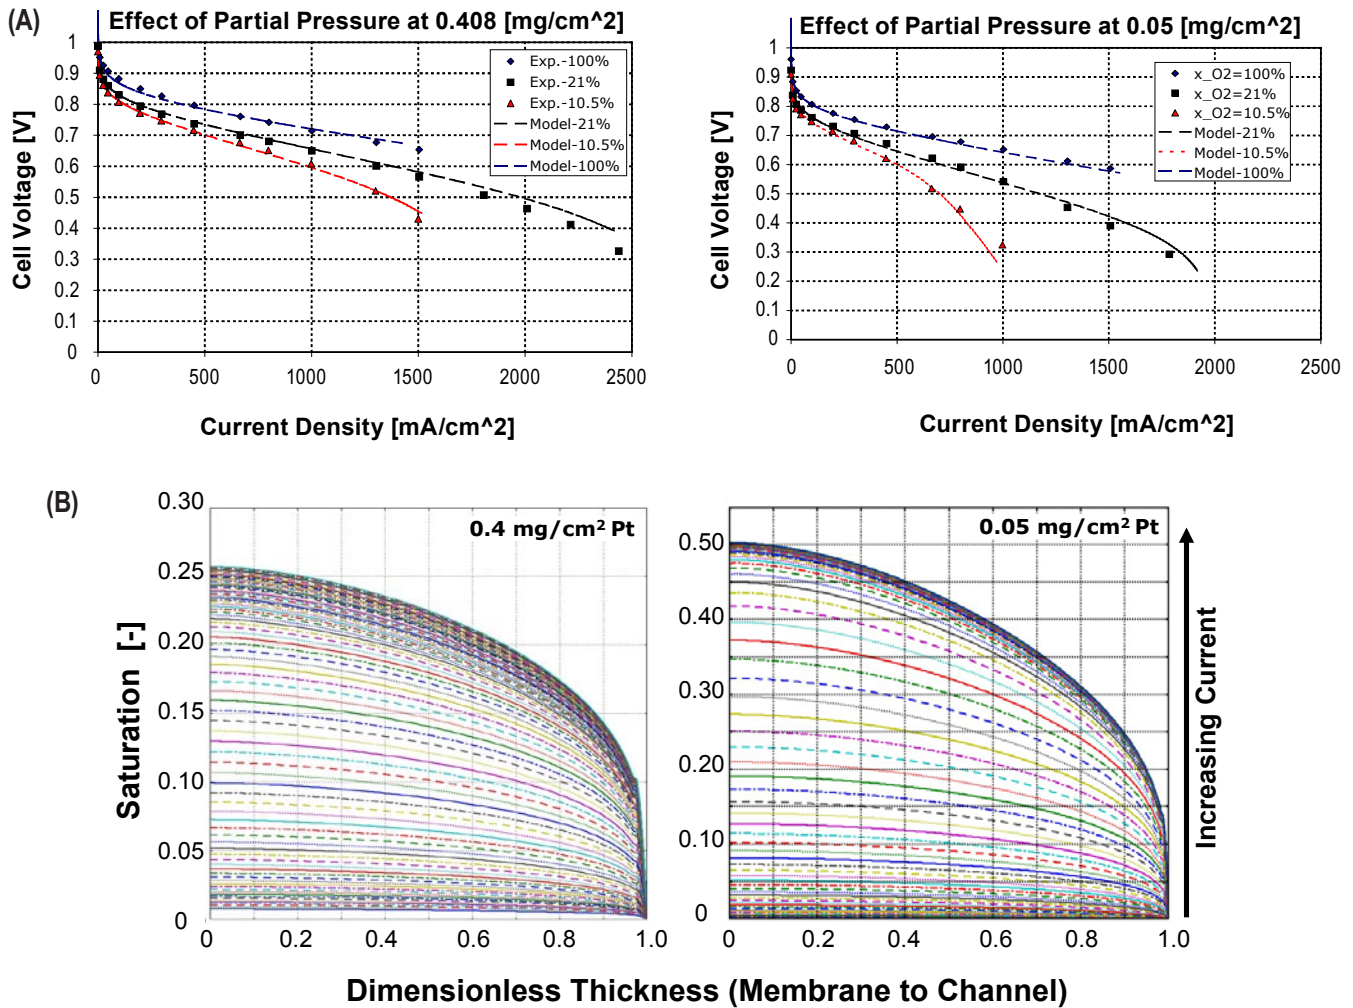 (A)
Effect of Partial Pressure at 0.408 [mg/cm^2]
1
0.9
0.8
0.7
0.6
0.5
0.4
0.3
0.2
0.1
0
Cell Voltage [V]
Exp.-100%
Exp.-21%
Exp.-10.5%
Model-21%
Model-10.5%
Model-100%
0 500 1000 1500 2000 2500
Current Density [mA/cm^2]
Effect of Partial Pressure at 0.05 [mg/cm^2]
1
0.9
0.8
0.7
0.6
0.5
0.4
0.3
0.2
0.1
0
Cell Voltage [V]
x_O2=100%
x_O2=21%
x_O2=10.5%
Model-21%
Model-10.5%
Model-100%
0 500 1000 1500 2000 2500
Current Density [mA/cm^2]
(B)
0.30
0.25
0.20
0.15
0.10
0.05
0
Saturation [-]
0.4 mg/cm² Pt
0 0.2 0.4 0.6 0.8 1.0
0.50
0.40
0.30
0.20
0.10
0
0.05 mg/cm² Pt
0 0.2 0.4 0.6 0.8 1.0
Increasing Current
Dimensionless Thickness (Membrane to Channel)